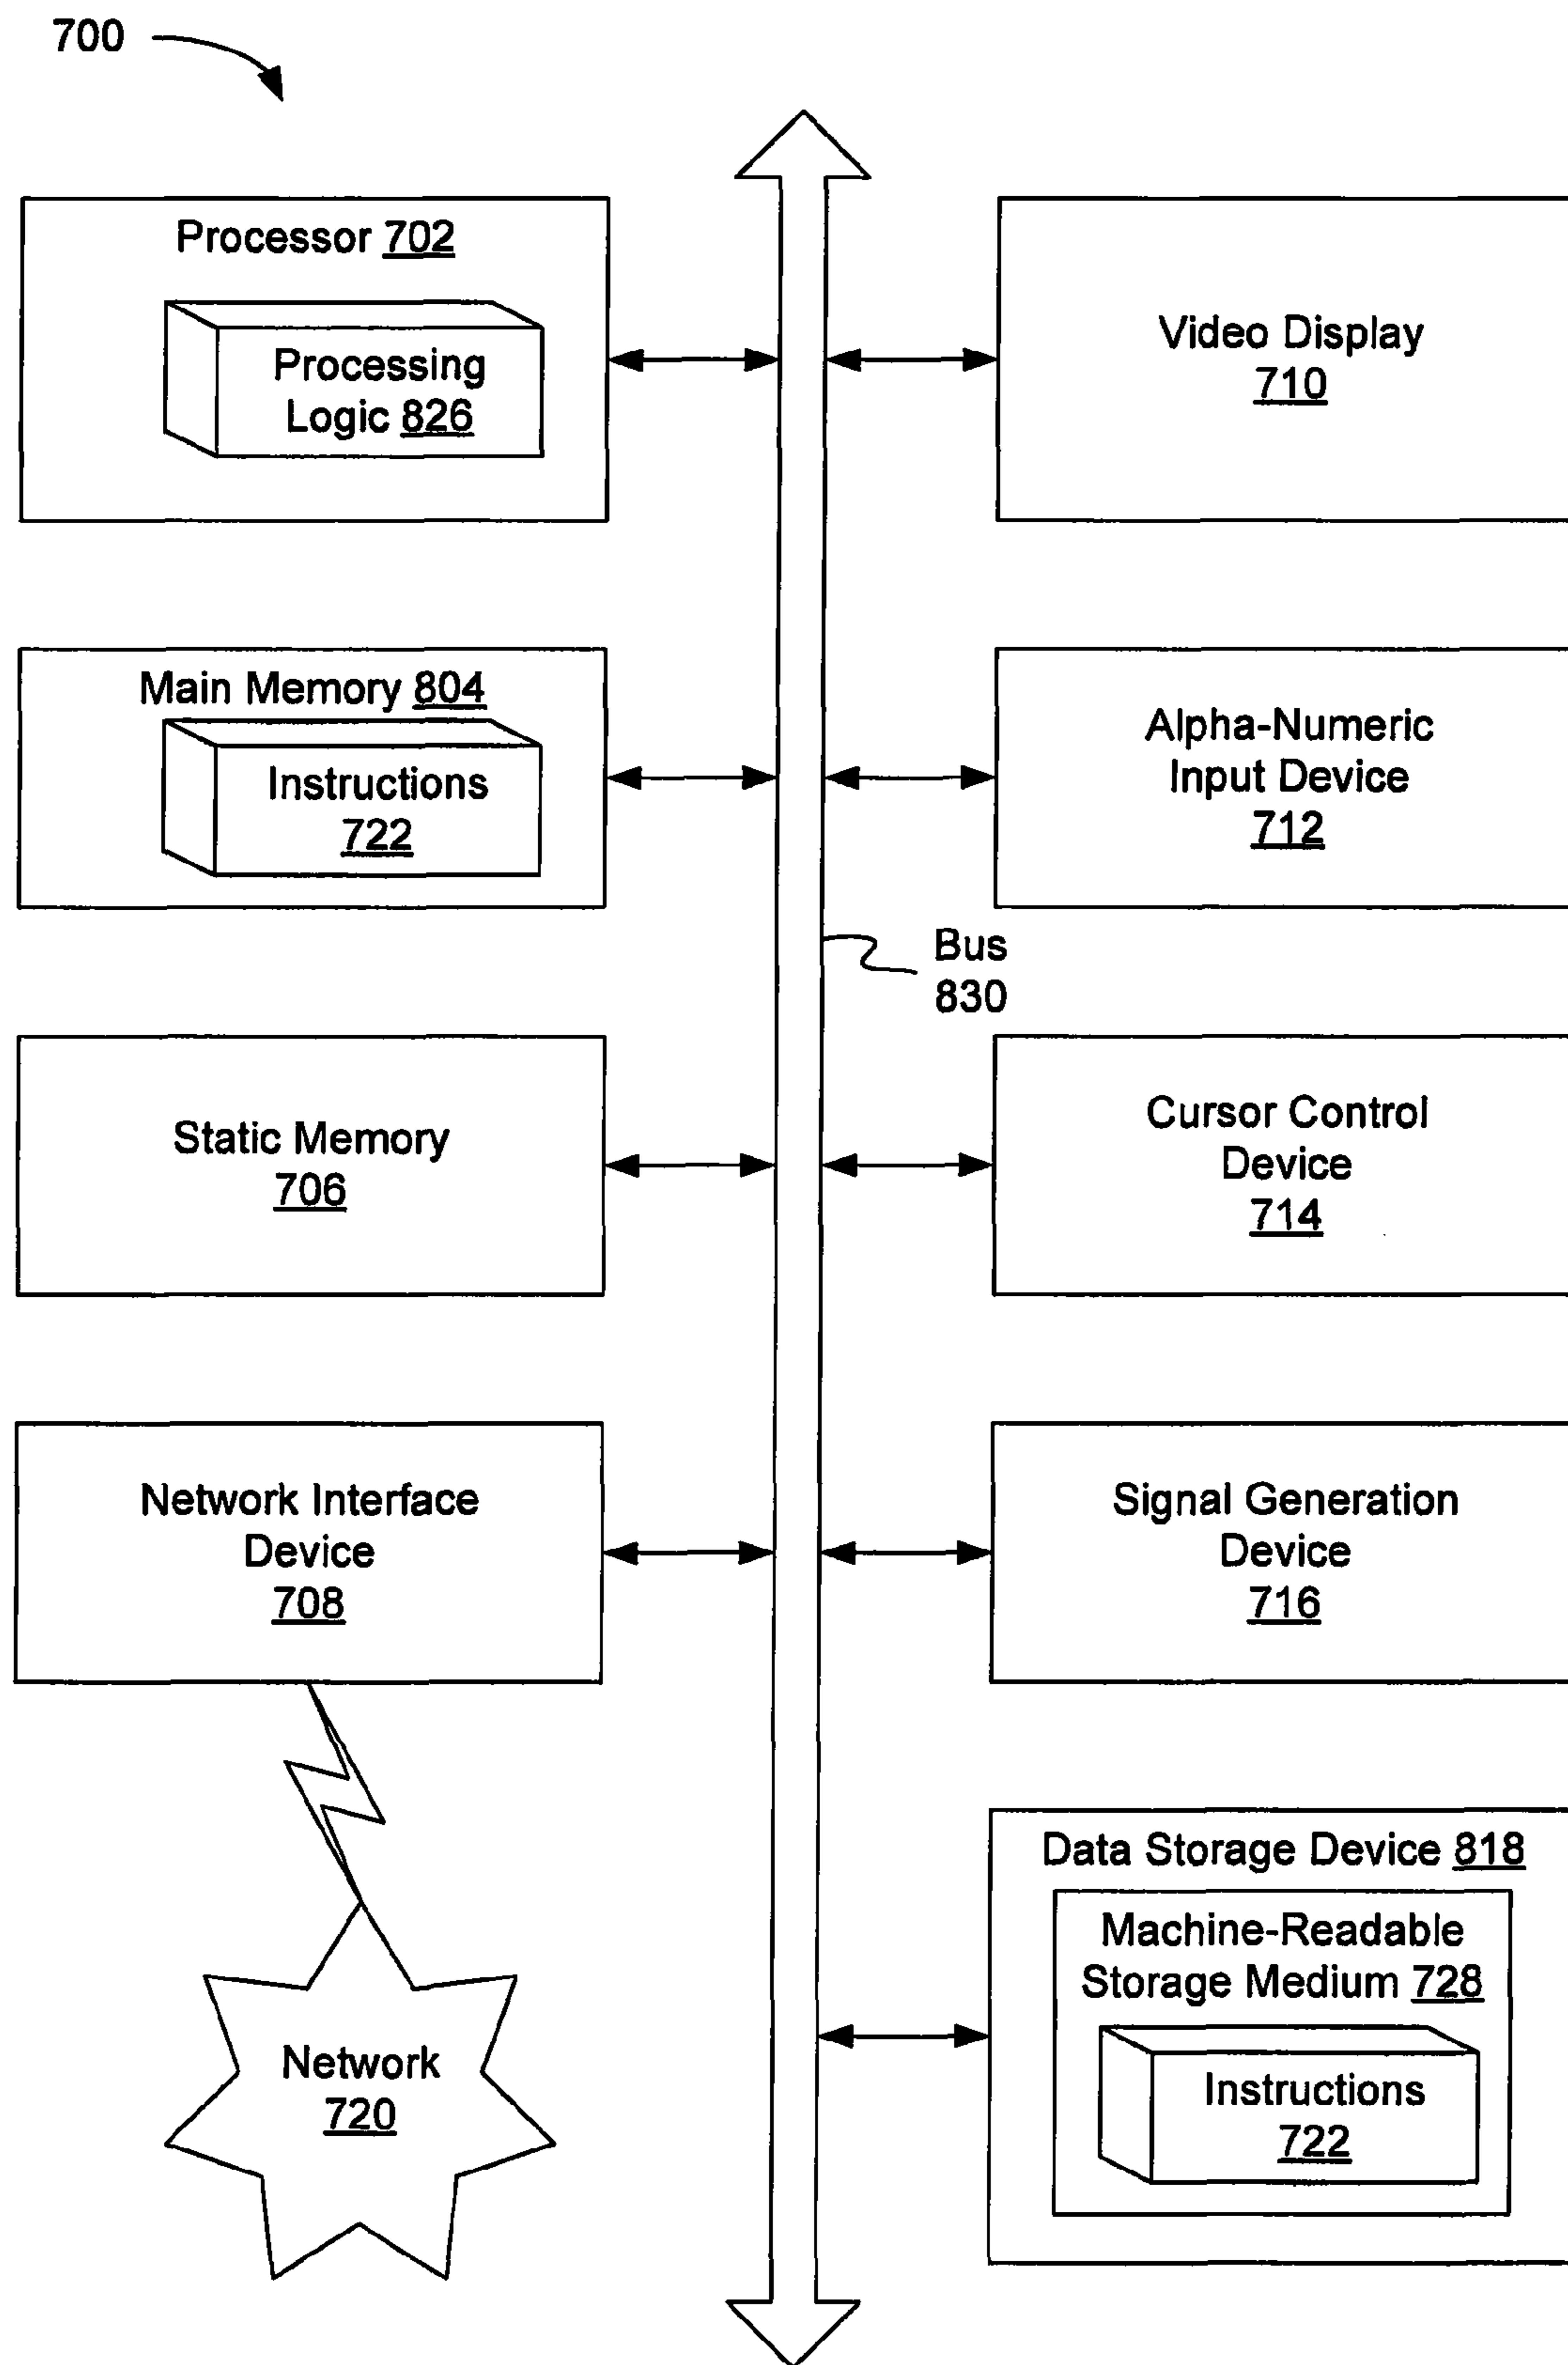 700
Processor 702
Processing
Logic 826
Video Display
710
Main Memory 804
Instructions
722
Alpha-Numeric
Input Device
712
Bus
830
Static Memory
706
Cursor Control
Device
714
Network Interface
Device
708
Signal Generation
Device
716
Data Storage Device 818
Machine-Readable
Storage Medium 728
Instructions
722
Network
720